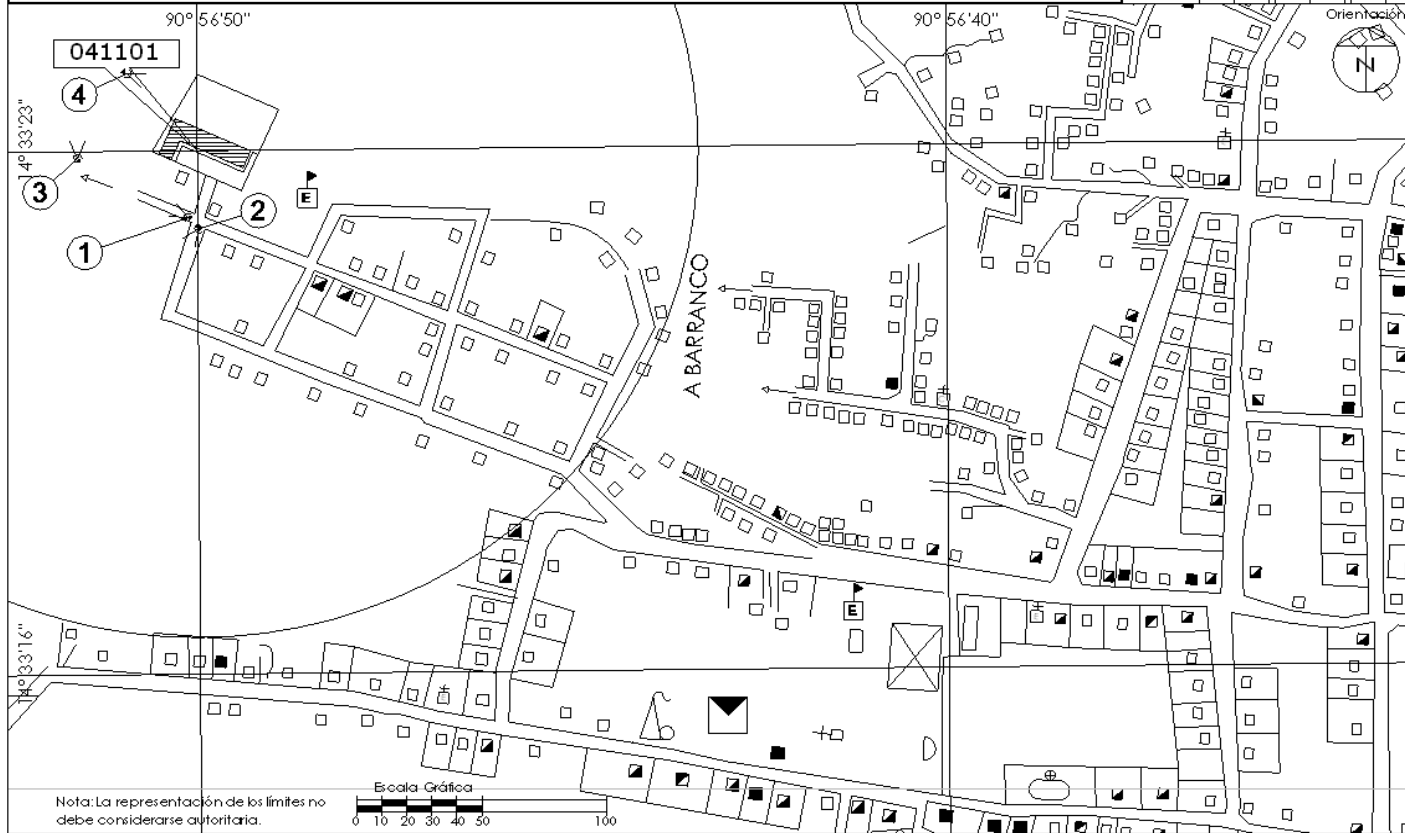 90° 56'50"
90° 56'40"
Orientación
N
041101
4
14° 33'23"
3
E
2
1
A BARRANCO
E
14° 33'16"
Escala Gráfica
Nota: La representación de los límites no
debe considerarse autoritaria.
0 10 20 30 40 50 100